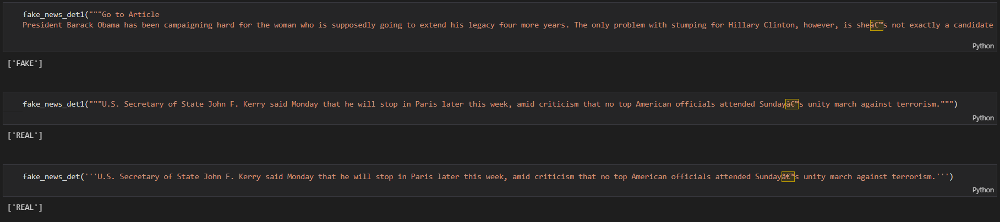 fake_news_det1("""Go to Article
President Barack Obama has been campaigning hard for the woman who is supposedly going to extend his legacy four more years. The only problem with stumping for Hillary Clinton, however, is sheâ€™s not exactly a candidate
Python
['FAKE']
fake_news_det1("""U.S. Secretary of State John F. Kerry said Monday that he will stop in Paris later this week, amid criticism that no top American officials attended Sundayâ€™s unity march against terrorism.""")
Python
['REAL']
fake_news_det('''U.S. Secretary of State John F. Kerry said Monday that he will stop in Paris later this week, amid criticism that no top American officials attended Sundayâ€™s unity march against terrorism.''')
Python
['REAL']